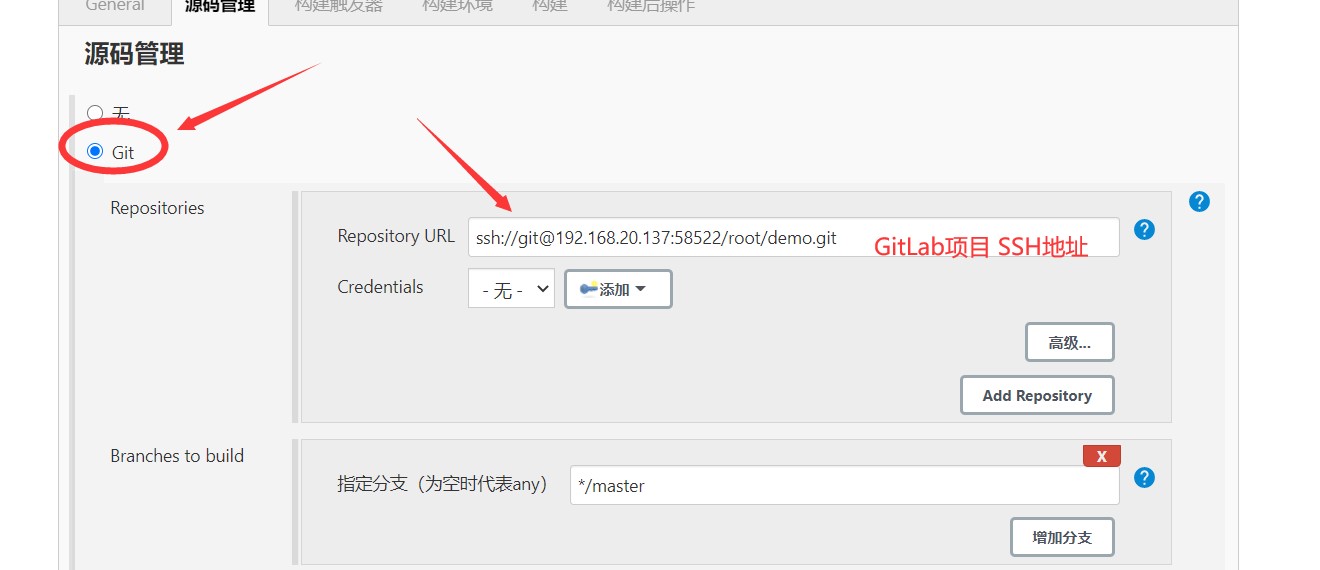 General 源码管理 构建触发器 构建环境 构建 构建后操作
源码管理
无
Git
Repositories
Repository URL ssh://git@192.168.20.137:58522/root/demo.git GitLab项目 SSH地址
Credentials - 无 - 添加
高级...
Add Repository
Branches to build
X
指定分支（为空时代表any） */master
增加分支